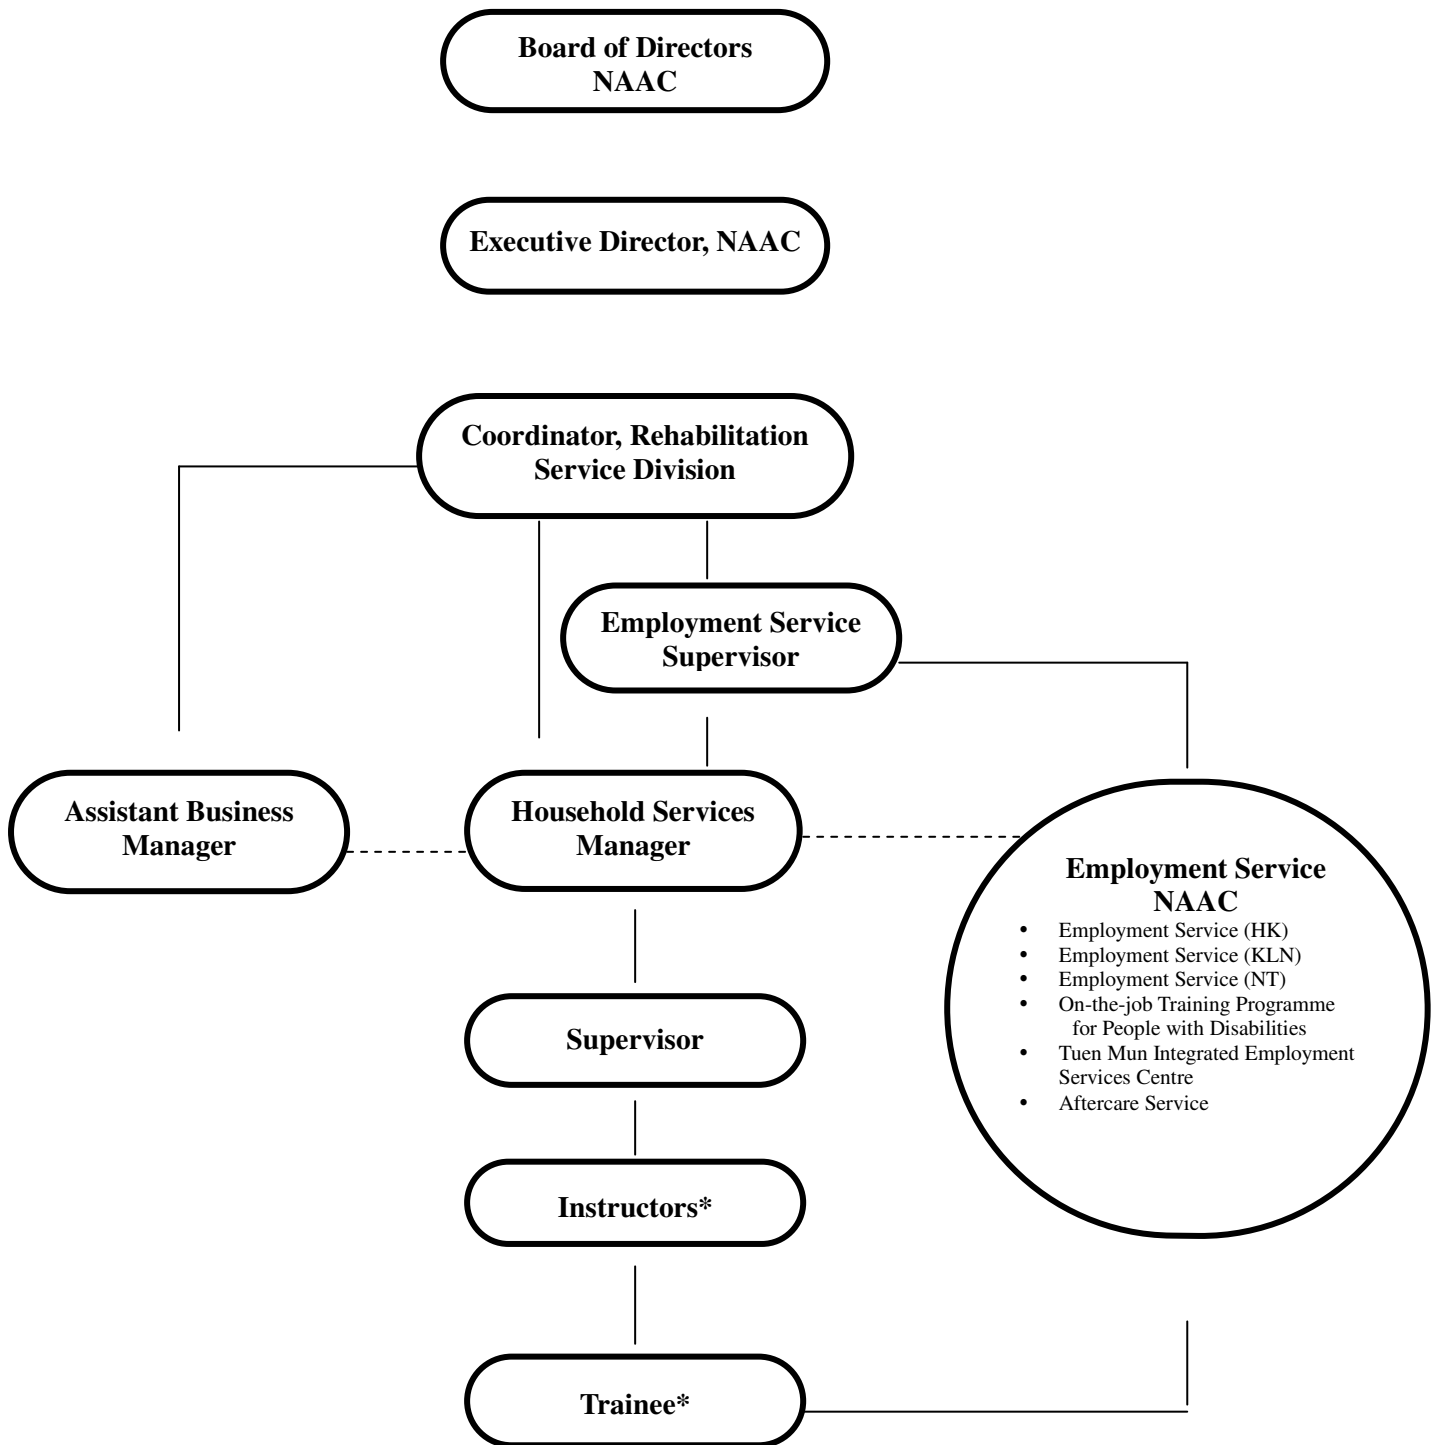 Board of Directors
NAAC
Executive Director, NAAC
Coordinator, Rehabilitation
Service Division
Employment Service
Supervisor
Assistant Business
Manager
Household Services
Manager
Employment Service
NAAC
• Employment Service (HK)
• Employment Service (KLN)
• Employment Service (NT)
• On-the-job Training Programme
for People with Disabilities
• Tuen Mun Integrated Employment
Services Centre
• Aftercare Service
Supervisor
Instructors*
Trainee*